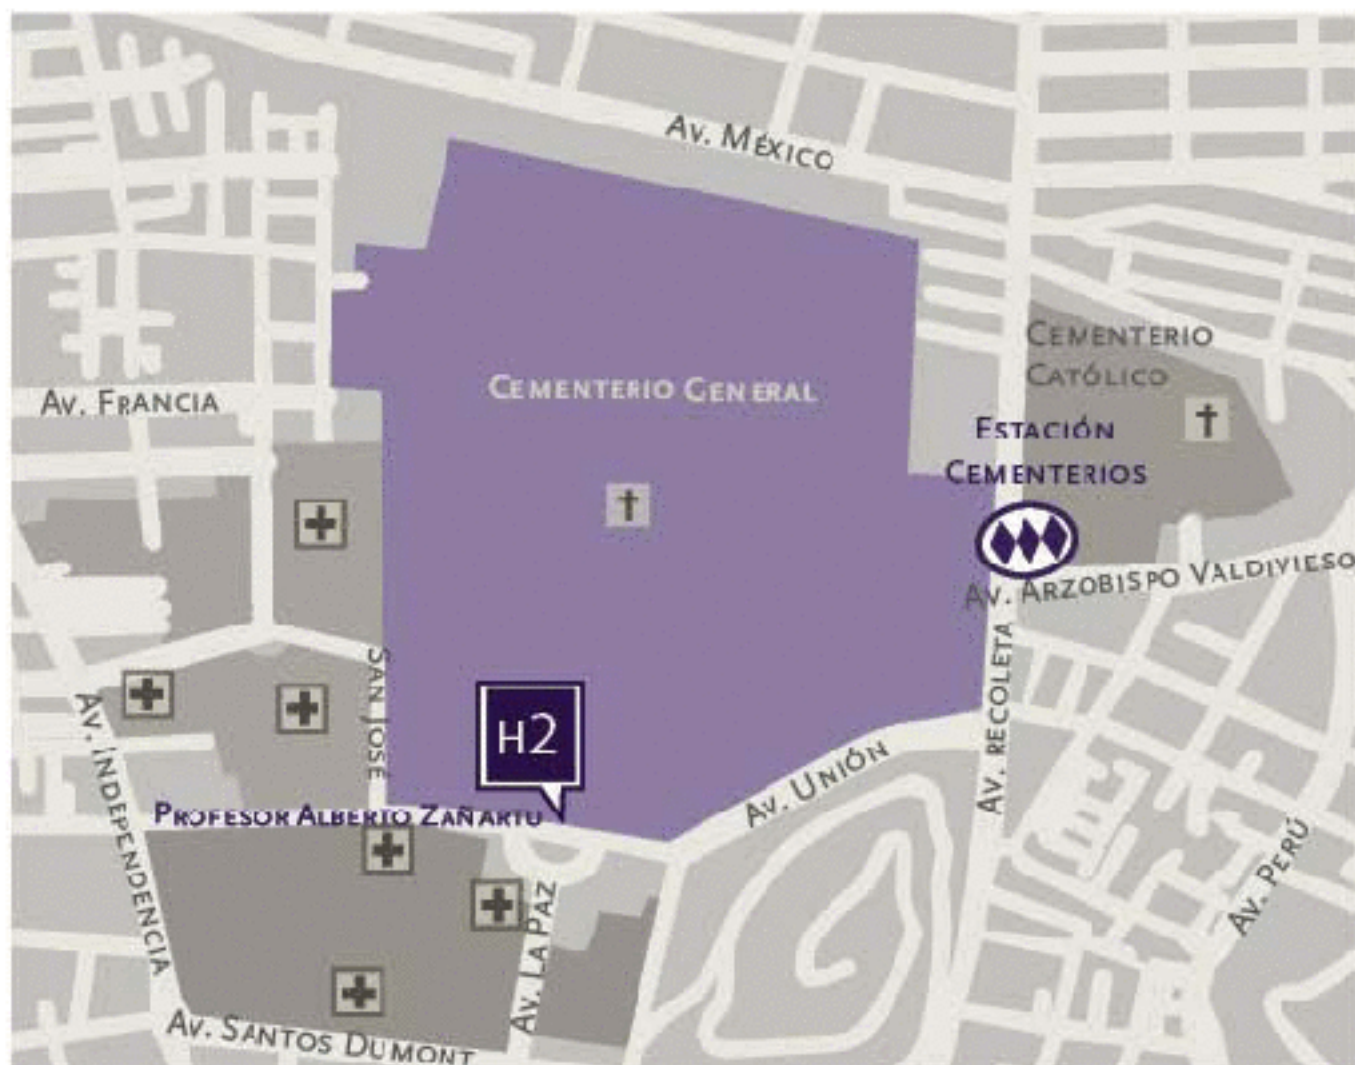 Av. México
Cementerio
Católico
Av. Francia
Cementerio General
Estación
Cementerios
Av. Arzobispo Valdivieso
San José
Av. Recoleta
Av. Independencia
H2
Av. Unión
Profesor Alberto Zañartu
Av. Perú
Av. La Paz
Av. Santos Dumont